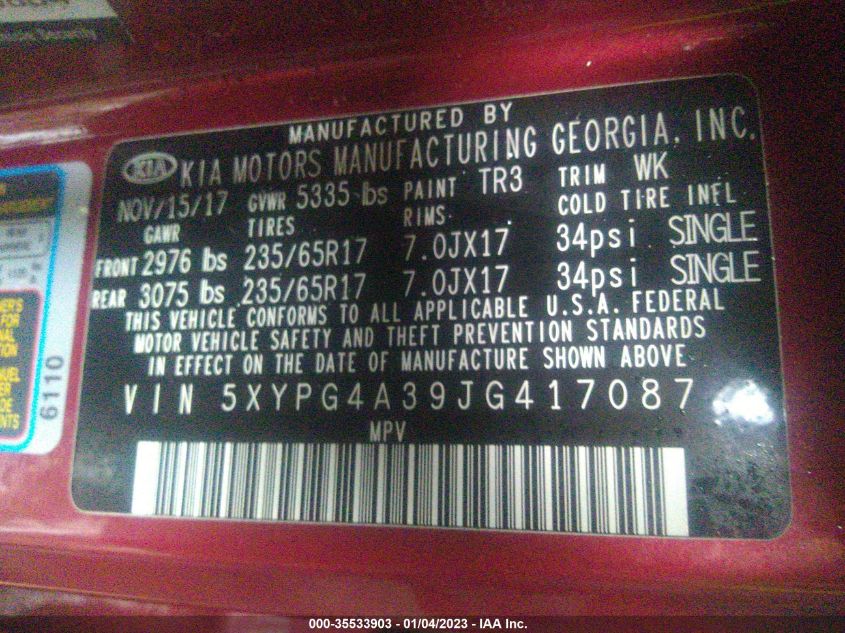 MANUFACTURED BY
KIA KIA MOTORS MANUFACTURING GEORGIA, INC.
NOV/15/17 GVWR 5335 lbs PAINT TR3 TRIM WK
GAWR TIRES RIMS COLD TIRE INFL
FRONT 2976 lbs 235/65R17 7.0JX17 34psi SINGLE
REAR 3075 lbs 235/65R17 7.0JX17 34psi SINGLE
THIS VEHICLE CONFORMS TO ALL APPLICABLE U.S.A. FEDERAL
MOTOR VEHICLE SAFETY AND THEFT PREVENTION STANDARDS
IN EFFECT ON THE DATE OF MANUFACTURE SHOWN ABOVE
VIN 5XYPG4A39JG417087
MPV
6110
000-35533903 - 01/04/2023 - IAA Inc.